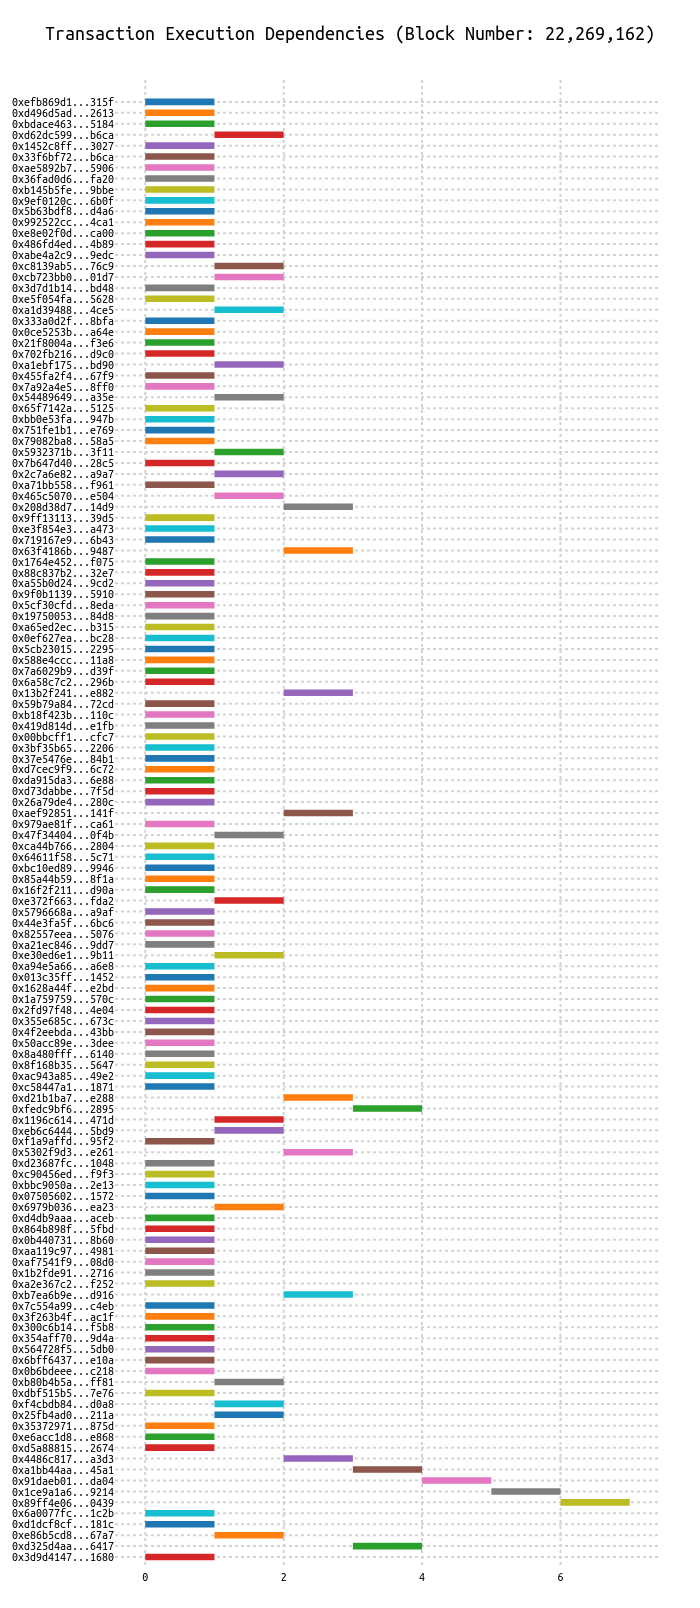 Transaction Execution Dependencies (Block Number: 22,269,162)
0xefb869d1...315f
0xd496d5ad...2613
0xbdace463...5184
0xd62dc599...b6ca
0x1452c8ff...3027
0x33f6bf72...b6ca
0xae5892b7...5906
0x36fad0d6...fa20
0xb145b5fe...9bbe
0x9ef0120c...6b0f
0x5b63bdf8...d4a6
0x992522cc...4ca1
0xe8e02f0d...ca00
0x486fd4ed...4b89
0xabe4a2c9...9edc
0xc8139ab5...76c9
0xcb723bb0...01d7
0x3d7d1b14...bd48
0xe5f054fa...5628
0xa1d39488...4ce5
0x333a0d2f...8bfa
0x0ce5253b...a64e
0x21f8004a...f3e6
0x702fb216...d9c0
0xa1ebf175...bd90
0x455fa2f4...67f9
0x7a92a4e5...8ff0
0x54489649...a35e
0x65f7142a...5125
0xbb0e53fa...947b
0x751fe1b1...e769
0x79082ba8...58a5
0x5932371b...3f11
0x7b647d40...28c5
0x2c7a6e82...a9a7
0xa71bb558...f961
0x465c5070...e504
0x208d38d7...14d9
0x9ff13113...39d5
0xe3f854e3...a473
0x719167e9...6b43
0x63f4186b...9487
0x1764e452...f075
0x88c837b2...32e7
0xa55b0d24...9cd2
0x9f0b1139...5910
0x5cf30cfd...8eda
0x19750053...84d8
0xa65ed2ec...b315
0x0ef627ea...bc28
0x5cb23015...2295
0x588e4ccc...11a8
0x7a6029b9...d39f
0x6a58c7c2...296b
0x13b2f241...e882
0x59b79a84...72cd
0xb18f423b...110c
0x419d814d...e1fb
0x00bbcff1...cfc7
0x3bf35b65...2206
0x37e5476e...84b1
0xd7cec9f9...6c72
0xda915da3...6e88
0xd73dabbe...7f5d
0x26a79de4...280c
0xaef92851...141f
0x979ae81f...ca61
0x47f34404...0f4b
0xca44b766...2804
0x64611f58...5c71
0xbc10ed89...9946
0x85a44b59...8f1a
0x16f2f211...d90a
0xe372f663...fda2
0x5796668a...a9af
0x44e3fa5f...6bc6
0x82557eea...5076
0xa21ec846...9dd7
0xe30ed6e1...9b11
0xa94e5a66...a6e8
0x013c35ff...1452
0x1628a44f...e2bd
0x1a759759...570c
0x2fd97f48...4e04
0x355e685c...673c
0x4f2eebda...43bb
0x50acc89e...3dee
0x8a480fff...6140
0x8f168b35...5647
0xac943a85...49e2
0xc58447a1...1871
0xd21b1ba7...e288
0xfedc9bf6...2895
0x1196c614...471d
0xeb6c6444...5bd9
0xf1a9affd...95f2
0x5302f9d3...e261
0xd23687fc...1048
0xc90456ed...f9f3
0xbbc9050a...2e13
0x07505602...1572
0x6979b036...ea23
0xd4db9aaa...aceb
0x864b898f...5fbd
0x0b440731...8b60
0xaa119c97...4981
0xaf7541f9...08d0
0x1b2fde91...2716
0xa2e367c2...f252
0xb7ea6b9e...d916
0x7c554a99...c4eb
0x3f263b4f...ac1f
0x300c6b14...f5b8
0x354aff70...9d4a
0x564728f5...5db0
0x6bff6437...e10a
0x0b6bdeee...c218
0xb80b4b5a...ff81
0xdbf515b5...7e76
0xf4cbdb84...d0a8
0x25fb4ad0...211a
0x35372971...875d
0xe6acc1d8...e868
0xd5a88815...2674
0x4486c817...a3d3
0xa1bb44aa...45a1
0x91daeb01...da04
0x1ce9a1a6...9214
0x89ff4e06...0439
0x6a0077fc...1c2b
0xd1dcf8cf...181c
0xe86b5cd8...67a7
0xd325d4aa...6417
0x3d9d4147...1680
0 2 4 6